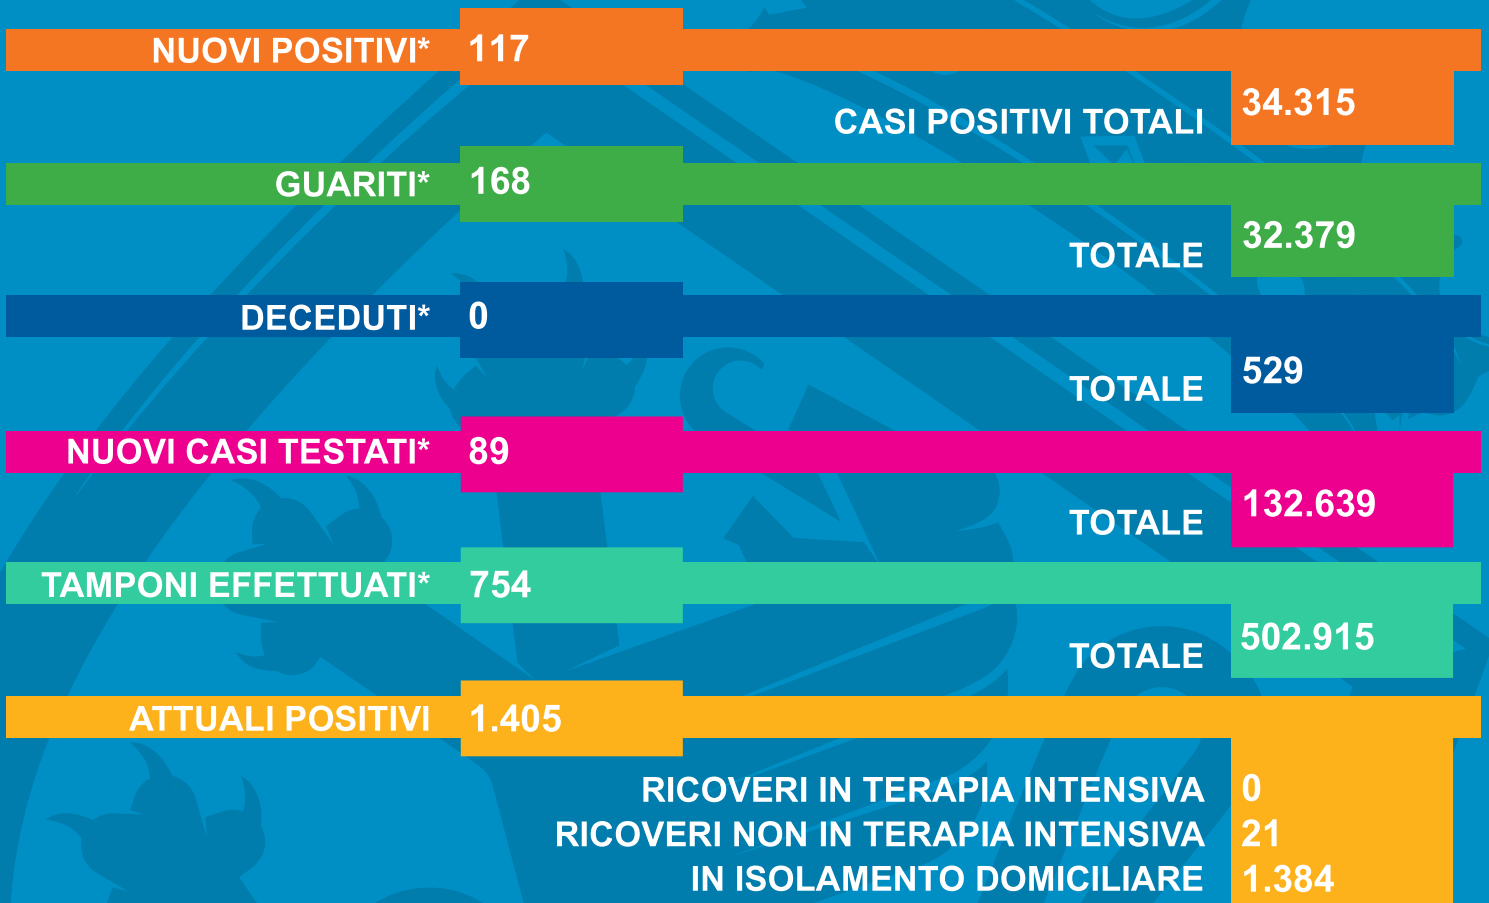 NUOVI POSITIVI* 117
CASI POSITIVI TOTALI 34.315
GUARITI* 168
TOTALE 32.379
DECEDUTI* 0
TOTALE 529
NUOVI CASI TESTATI* 89
TOTALE 132.639
TAMPONI EFFETTUATI* 754
TOTALE 502.915
ATTUALI POSITIVI 1.405
RICOVERI IN TERAPIA INTENSIVA 0
RICOVERI NON IN TERAPIA INTENSIVA 21
IN ISOLAMENTO DOMICILIARE 1.384